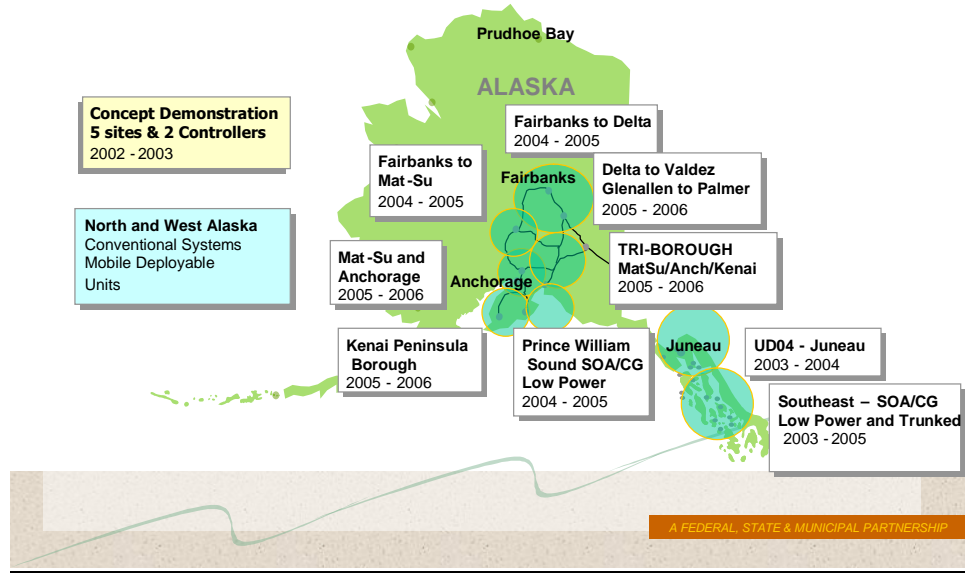 Prudhoe Bay
ALASKA
Concept Demonstration
5 sites & 2 Controllers
2002 - 2003
Fairbanks to Delta
2004 - 2005
Fairbanks to
Mat-Su
2004 - 2005
Fairbanks
Delta to Valdez
Glenallen to Palmer
2005 - 2006
North and West Alaska
Conventional Systems
Mobile Deployable
Units
Mat-Su and
Anchorage
2005 - 2006
Anchorage
TRI-BOROUGH
MatSu/Anch/Kenai
2005 - 2006
Kenai Peninsula
Borough
2005 - 2006
Prince William
Sound SOA/CG
Low Power
2004 - 2005
Juneau
UD04 - Juneau
2003 - 2004
Southeast – SOA/CG
Low Power and Trunked
2003 - 2005
A FEDERAL, STATE & MUNICIPAL PARTNERSHIP